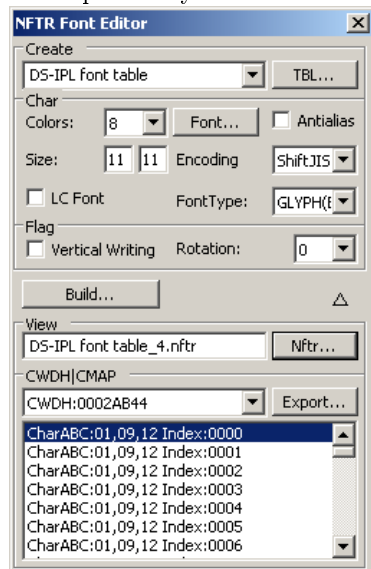 NFTR Font Editor
Create
DS-IPL font table
TBL...
Char
Colors: 8 Font... Antialias
Size: 11 11 Encoding ShiftJIS
LC Font FontType: GLYPH(E
Flag
Vertical Writing Rotation: 0
Build...
View
DS-IPL font table_4.nftr Nftr...
CWDH|CMAP
CWDH:0002AB44 Export...
CharABC:01,09,12 Index:0000
CharABC:01,09,12 Index:0001
CharABC:01,09,12 Index:0002
CharABC:01,09,12 Index:0003
CharABC:01,09,12 Index:0004
CharABC:01,09,12 Index:0005
CharABC:01,09,12 Index:0006